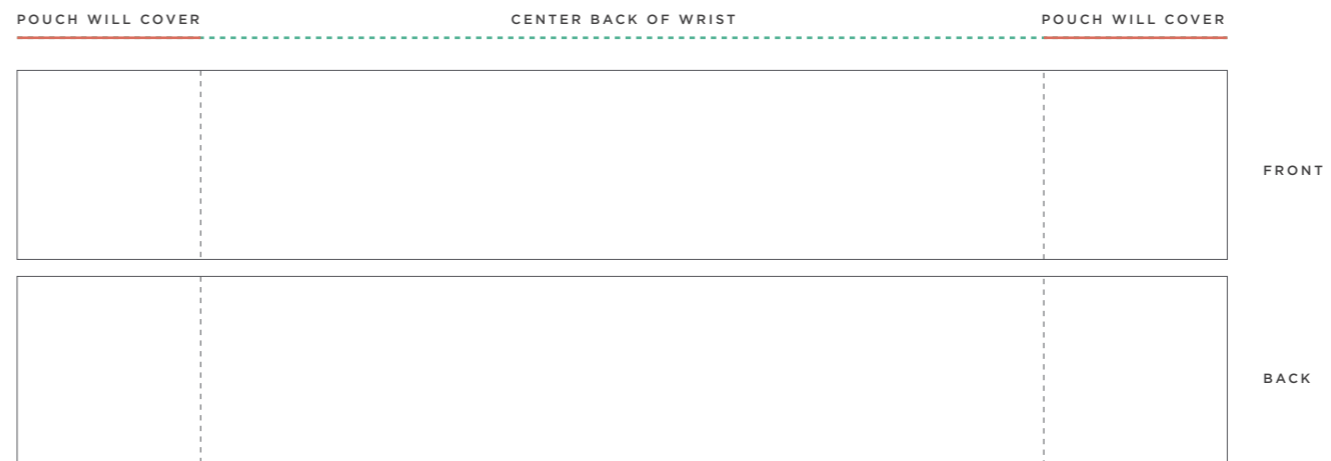 POUCH WILL COVER
CENTER BACK OF WRIST
POUCH WILL COVER
FRONT
BACK